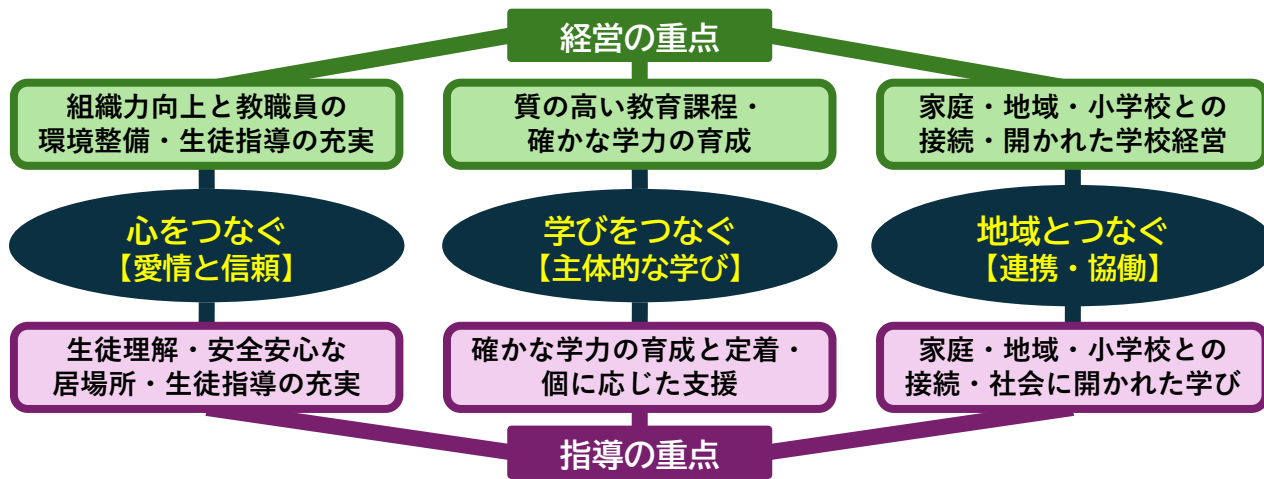 経営の重点
組織力向上と教職員の
環境整備・生徒指導の充実
質の高い教育課程・
確かな学力の育成
家庭・地域・小学校との
接続・開かれた学校経営
心をつなぐ
【愛情と信頼】
学びをつなぐ
【主体的な学び】
地域とつなぐ
【連携・協働】
生徒理解・安全安心な
居場所・生徒指導の充実
確かな学力の育成と定着・
個に応じた支援
家庭・地域・小学校との
接続・社会に開かれた学び
指導の重点